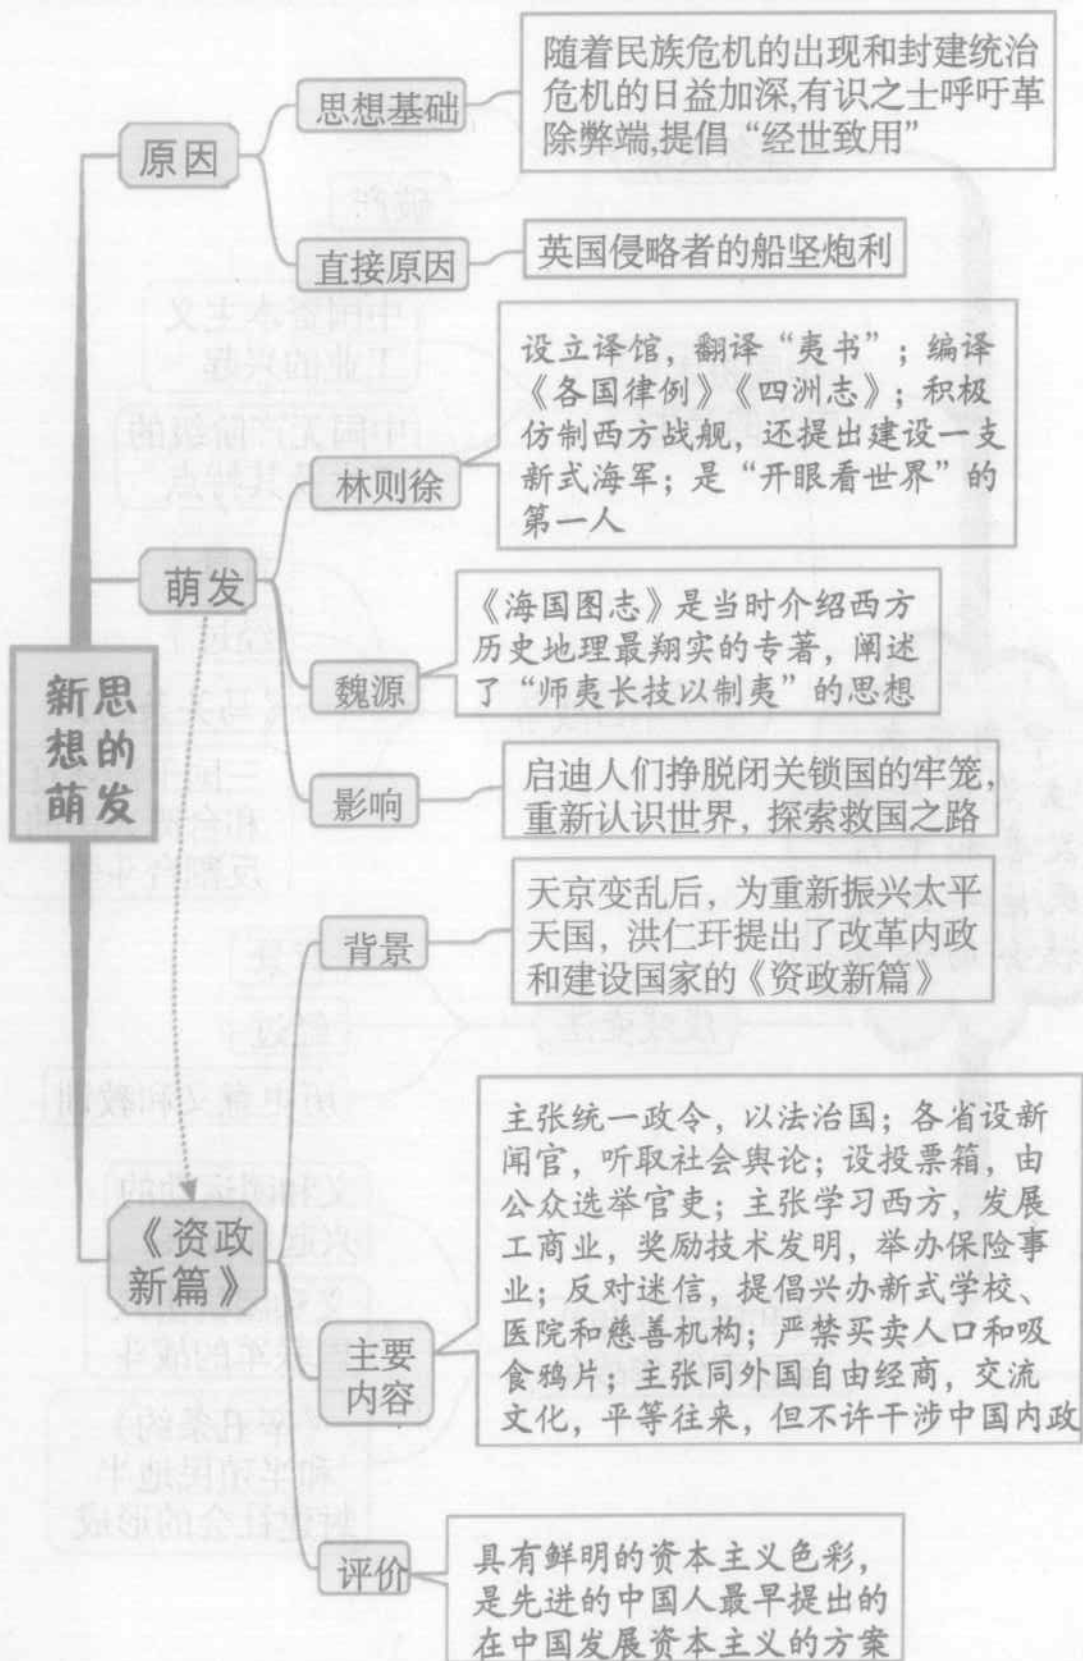 新思
想的
萌发
原因
思想基础
随着民族危机的出现和封建统治
危机的日益加深,有识之士呼吁革
除弊端,提倡“经世致用”
直接原因
英国侵略者的船坚炮利
萌发
林则徐
设立译馆，翻译“夷书”；编译
《各国律例》《四洲志》；积极
仿制西方战舰，还提出建设一支
新式海军；是“开眼看世界”的
第一人
魏源
《海国图志》是当时介绍西方
历史地理最翔实的专著，阐述
了“师夷长技以制夷”的思想
影响
启迪人们挣脱闭关锁国的牢笼，
重新认识世界，探索救国之路
《资政
新篇》
背景
天京变乱后，为重新振兴太平
天国，洪仁玕提出了改革内政
和建设国家的《资政新篇》
主要
内容
主张统一政令，以法治国；各省设新
闻官，听取社会舆论；设投票箱，由
公众选举官吏；主张学习西方，发展
工商业，奖励技术发明，举办保险事
业；反对迷信，提倡兴办新式学校、
医院和慈善机构；严禁买卖人口和吸
食鸦片；主张同外国自由经商，交流
文化，平等往来，但不许干涉中国内政
评价
具有鲜明的资本主义色彩，
是先进的中国人最早提出的
在中国发展资本主义的方案